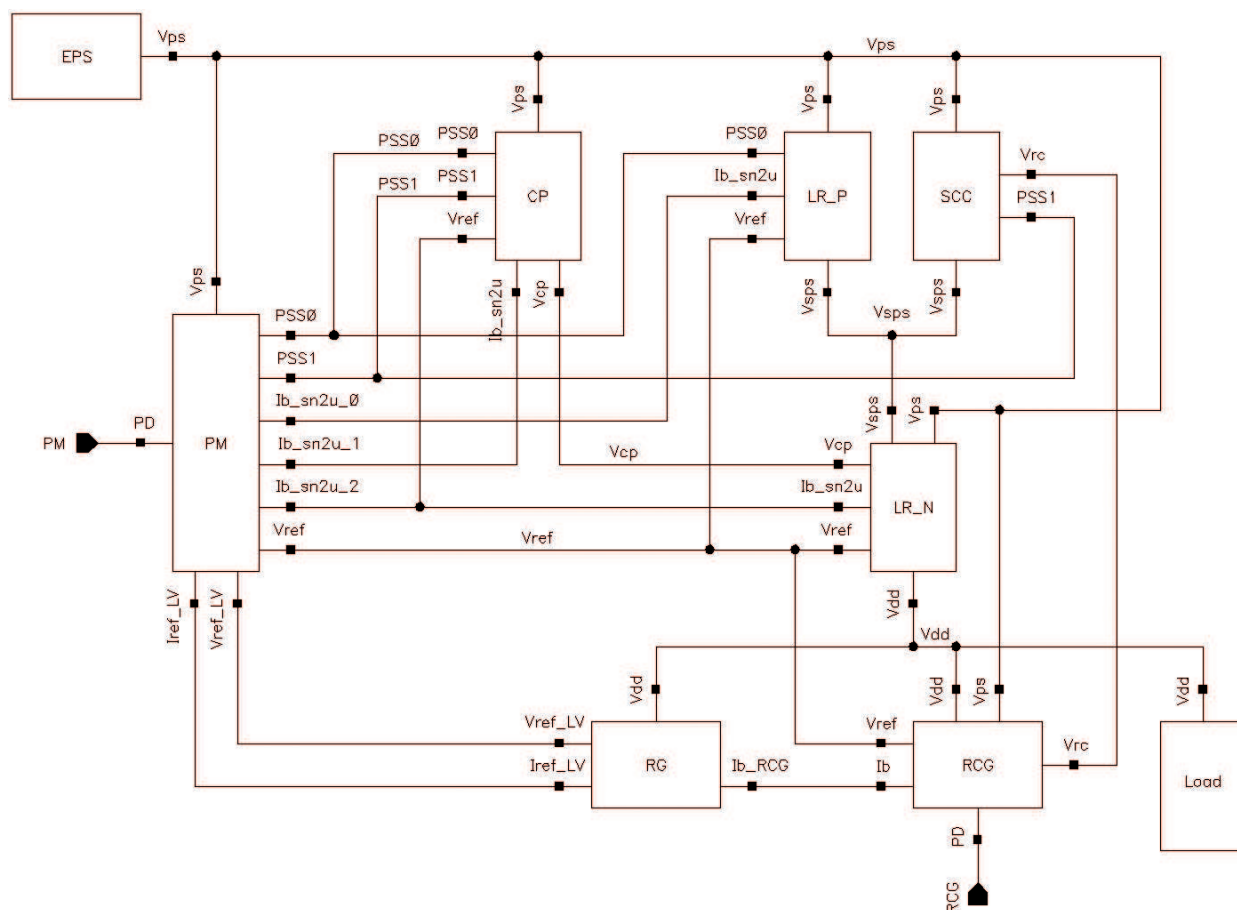 EPS
Vps
Vps
Vps
Vps
Vps
PSSØ
PSSØ
PSS1
PSS1
Vref
CP
PSSØ
Ib_sn2u
Vref
LR_P
SCC
Vrc
PSS1
Vps
Ib_sn2u
Vcp
Vsps
Vsps
Vsps
PSSØ
PSS1
Ib_sn2u_Ø
Ib_sn2u_1
Ib_sn2u_2
Vref
PM
PD
PM
Vref
Vcp
Vsps
Vps
Vcp
Ib_sn2u
Vref
LR_N
Iref_LV
Vref_LV
Vdd
Vdd
Vdd
Vdd
Vps
Vdd
Vref_LV
Iref_LV
RG
Ib_RCG
Vref
Ib
RCG
Vrc
Load
PD
RCG